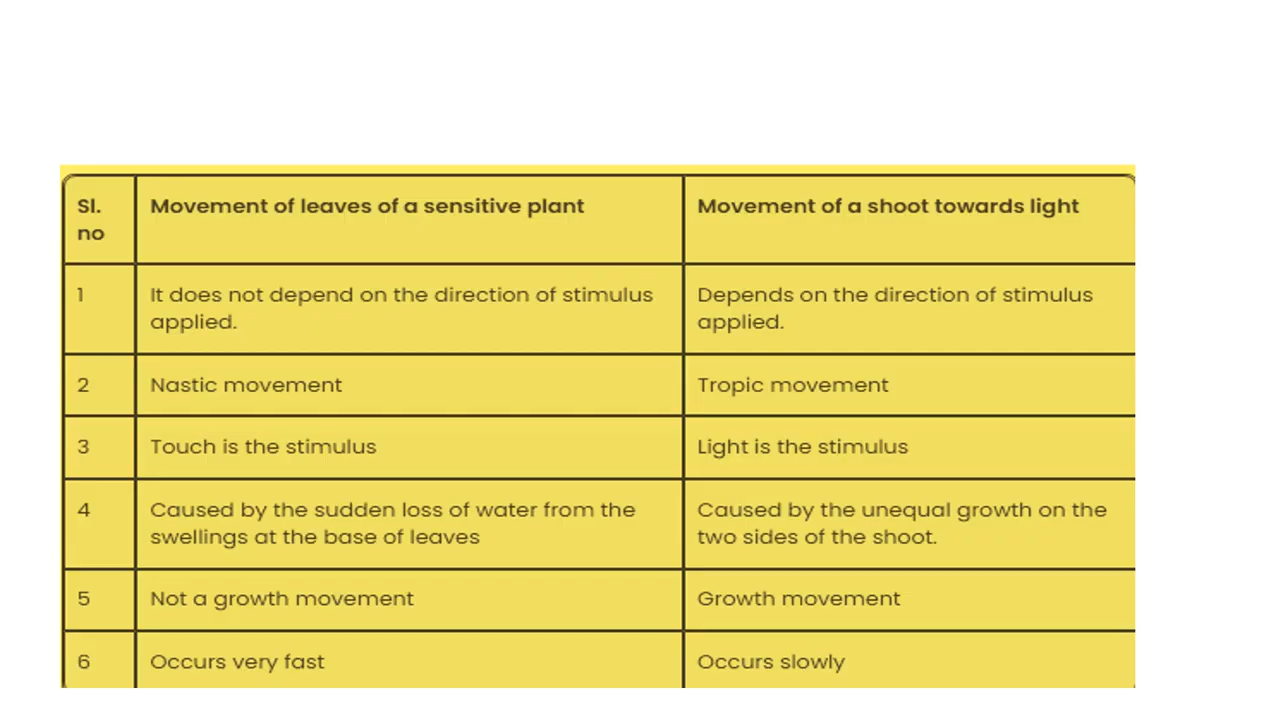 Sl. Movement of leaves of a sensitive plant Movement of a shoot towards light
no
1 It does not depend on the direction of stimulus Depends on the direction of stimulus
applied. applied.
2 Nastic movement Tropic movement
3 Touch is the stimulus Light is the stimulus
4 Caused by the sudden loss of water from the Caused by the unequal growth on the
swellings at the base of leaves two sides of the shoot.
5 Not a growth movement Growth movement
6 Occurs very fast Occurs slowly